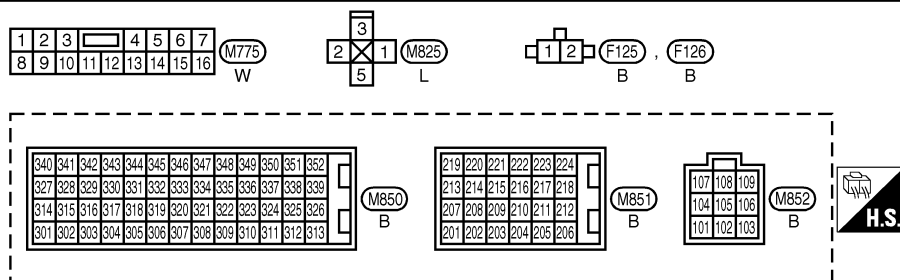 3
1 2 3 4 5 6 7 M775 2 1 M825 1 2 F125 , F126
8 9 10 11 12 13 14 15 16 W 5 L B B
340 341 342 343 344 345 346 347 348 349 350 351 352 219 220 221 222 223 224
327 328 329 330 331 332 333 334 335 336 337 338 339 M850 213 214 215 216 217 218 M851 107 108 109 M852
314 315 316 317 318 319 320 321 322 323 324 325 326 B 207 208 209 210 211 212 B 104 105 106 B
301 302 303 304 305 306 307 308 309 310 311 312 313 201 202 203 204 205 206 101 102 103
H.S.